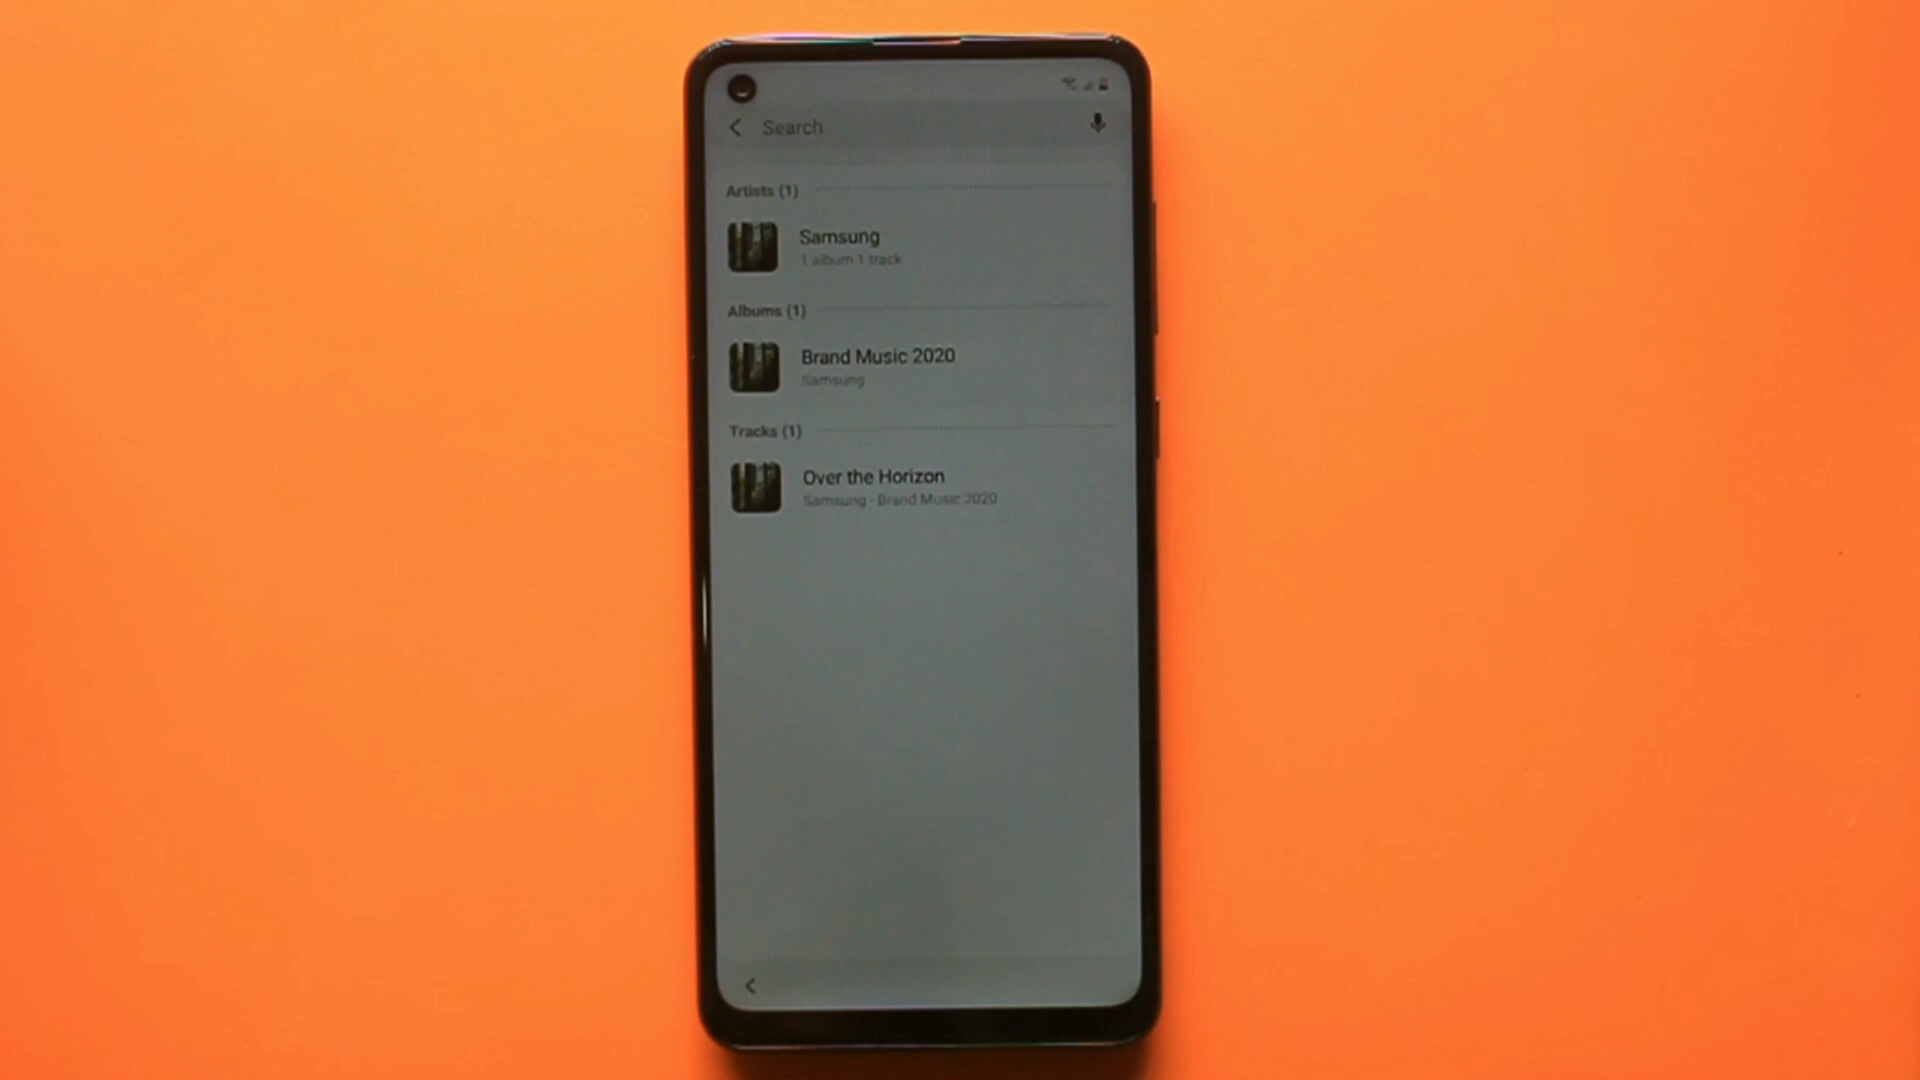 Search
Artists (1)
Samsung
1 album 1 track
Albums (1)
Brand Music 2020
Samsung
Tracks (1)
Over the Horizon
Samsung - Brand Music 2020